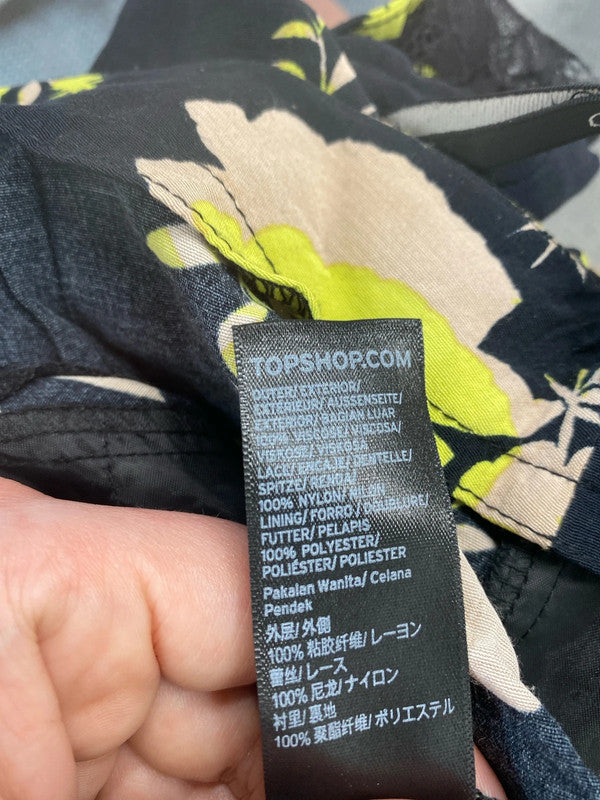 TOPSHOP.COM
OUTER/EXTERIOR/
EXTERIEUR/AUSSENSEITE/
EXTERIOR/BAGIAN LUAR
100% VISCOSE/VISCOSA/
VISKOSE/
LACE/ENCAJE/DENTELLE/
SPITZE/RENDA
100% NYLON/
LINING/FORRO/DOUBLURE/
FUTTER/PELAPIS
100% POLYESTER/
POLIÉSTER/POLIESTER
Pakaian Wanita/ Celana
Pendek
外层/外側
100% 粘胶纤维/レーヨン
蕾丝/レース
100% 尼龙/ナイロン
衬里/裏地
100% 聚酯纤维/ポリエステル